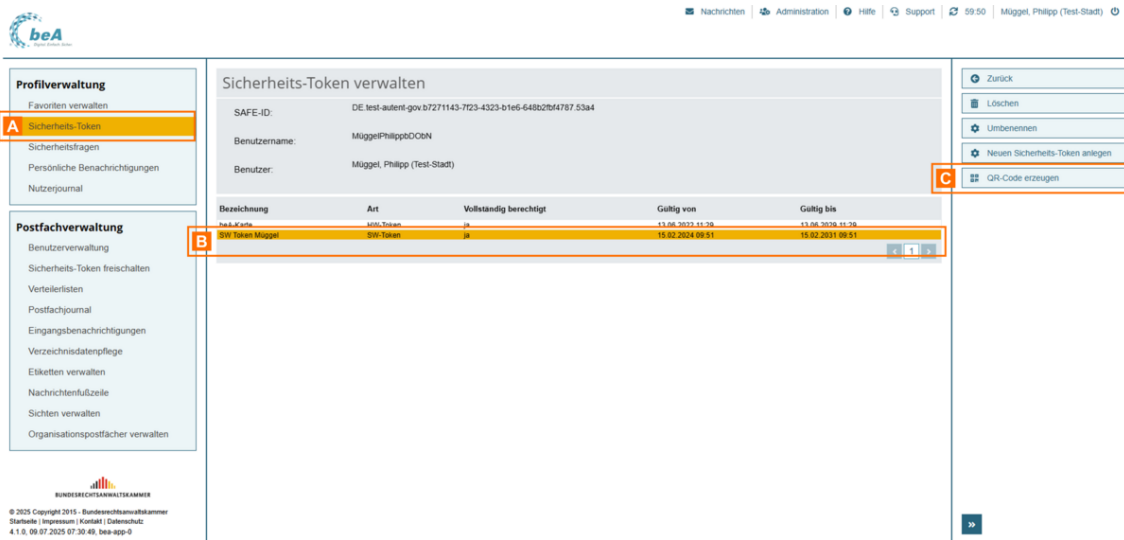 Nachrichten | Administration | Hilfe | Support | 59:50 | Müggel, Philipp (Test-Stadt)
beA
Profilverwaltung
Favoriten verwalten
A Sicherheits-Token
Sicherheitsfragen
Persönliche Benachrichtigungen
Nutzerjournal
Postfachverwaltung
Benutzerverwaltung
Sicherheits-Token freischalten
Verteilerlisten
Postfachjournal
Eingangsbenachrichtigungen
Verzeichnisdatenpflege
Etiketten verwalten
Nachrichtenfußzeile
Sichten verwalten
Organisationspostfächer verwalten
BUNDESRECHTSANWALTSKAMMER
© 2025 Copyright 2015 - Bundesrechtsanwaltskammer
Startseite | Impressum | Kontakt | Datenschutz
4.1.0, 09.07.2025 07:30:49, bea-app-0
Sicherheits-Token verwalten
SAFE-ID: DE.test-autent-gov.b7271143-7f23-4323-b1e6-648b2fbf4787.53a4
Benutzername: MüggelPhilippbDObN
Benutzer: Müggel, Philipp (Test-Stadt)
Bezeichnung Art Vollständig berechtigt Gültig von Gültig bis
beA-Karte HW-Token ja 13.06.2022 11:29 13.06.2029 11:29
B SW Token Müggel SW-Token ja 15.02.2024 09:51 15.02.2031 09:51
< 1 >
Zurück
Löschen
Umbenennen
Neuen Sicherheits-Token anlegen
C QR-Code erzeugen
»